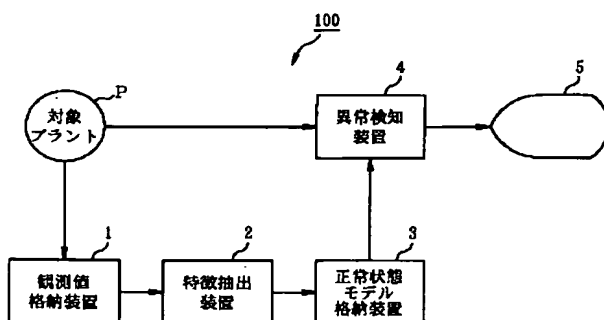 100
P
対象
プラント
4
異常検知
装置
5
1
観測値
格納装置
2
特徴抽出
装置
3
正常状態
モデル
格納装置